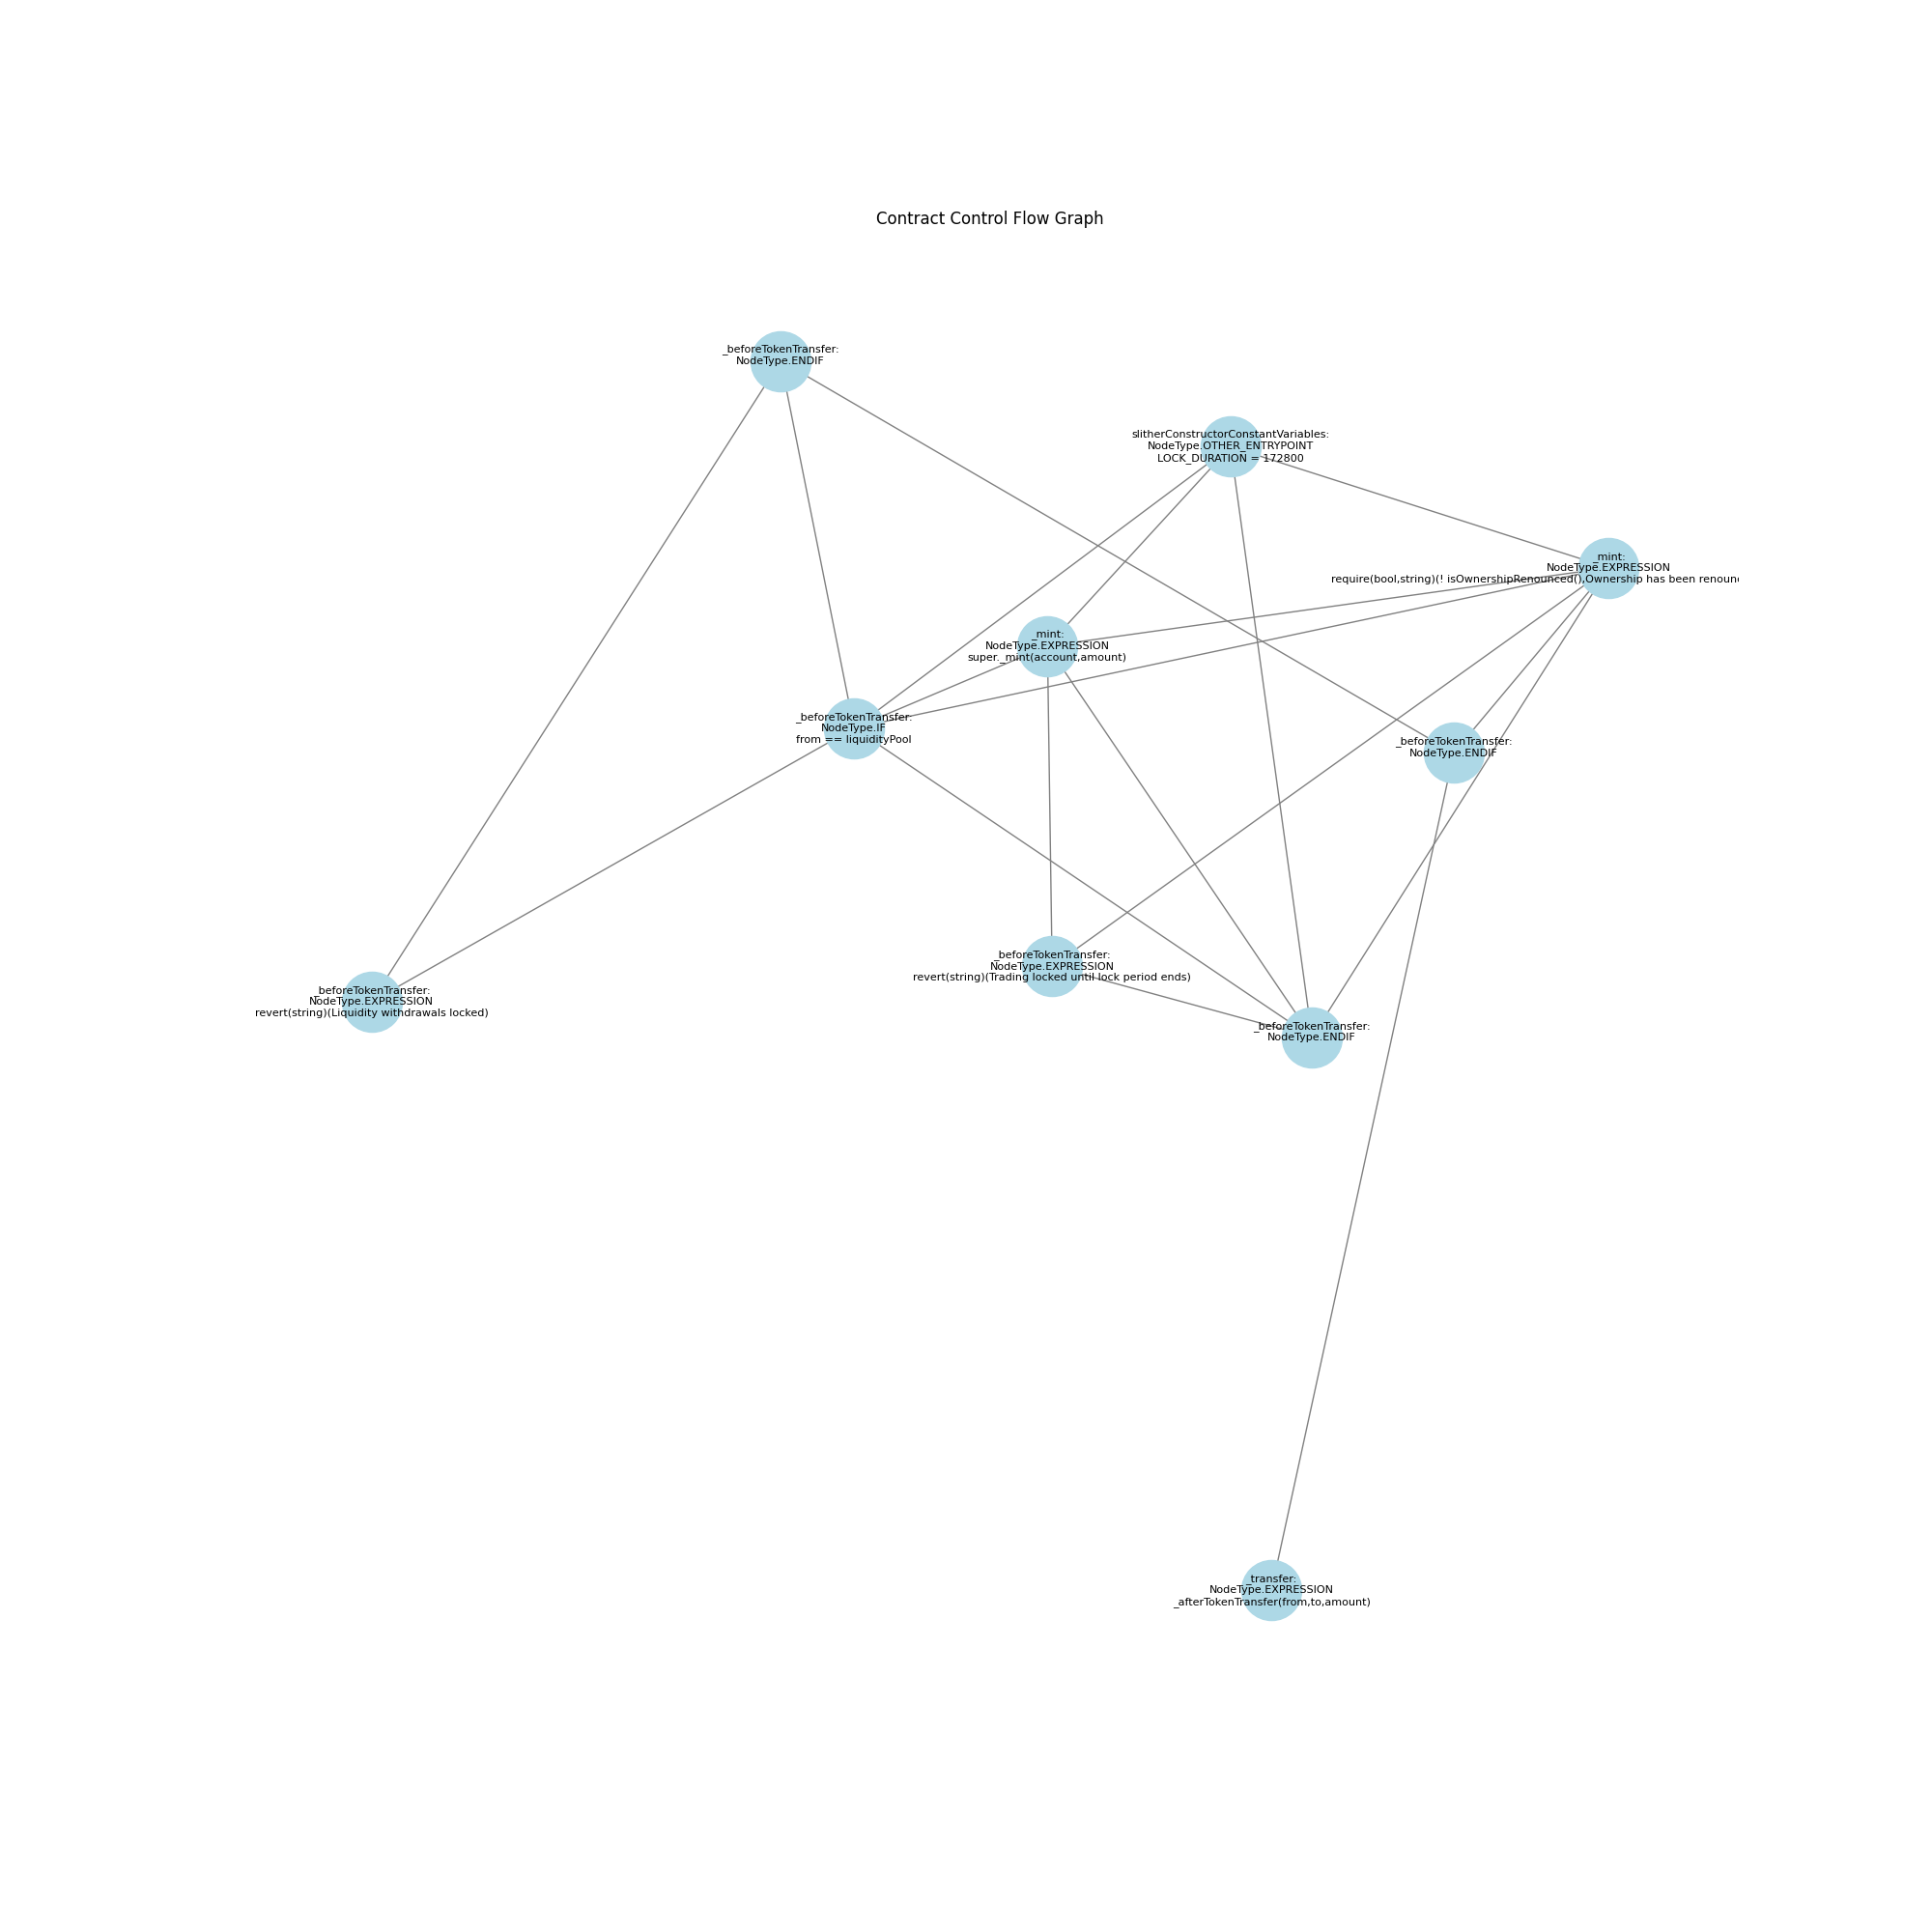 Contract Control Flow Graph
_beforeTokenTransfer:
NodeType.ENDIF
slitherConstructorConstantVariables:
NodeType.OTHER_ENTRYPOINT
LOCK_DURATION = 172800
_mint:
NodeType.EXPRESSION
require(bool,string)(! isOwnershipRenounced(),Ownership has been renoun
_mint:
NodeType.EXPRESSION
super._mint(account,amount)
_beforeTokenTransfer:
NodeType.IF
from == liquidityPool
_beforeTokenTransfer:
NodeType.ENDIF
_beforeTokenTransfer:
NodeType.EXPRESSION
revert(string)(Trading locked until lock period ends)
_beforeTokenTransfer:
NodeType.EXPRESSION
revert(string)(Liquidity withdrawals locked)
_beforeTokenTransfer:
NodeType.ENDIF
_transfer:
NodeType.EXPRESSION
_afterTokenTransfer(from,to,amount)